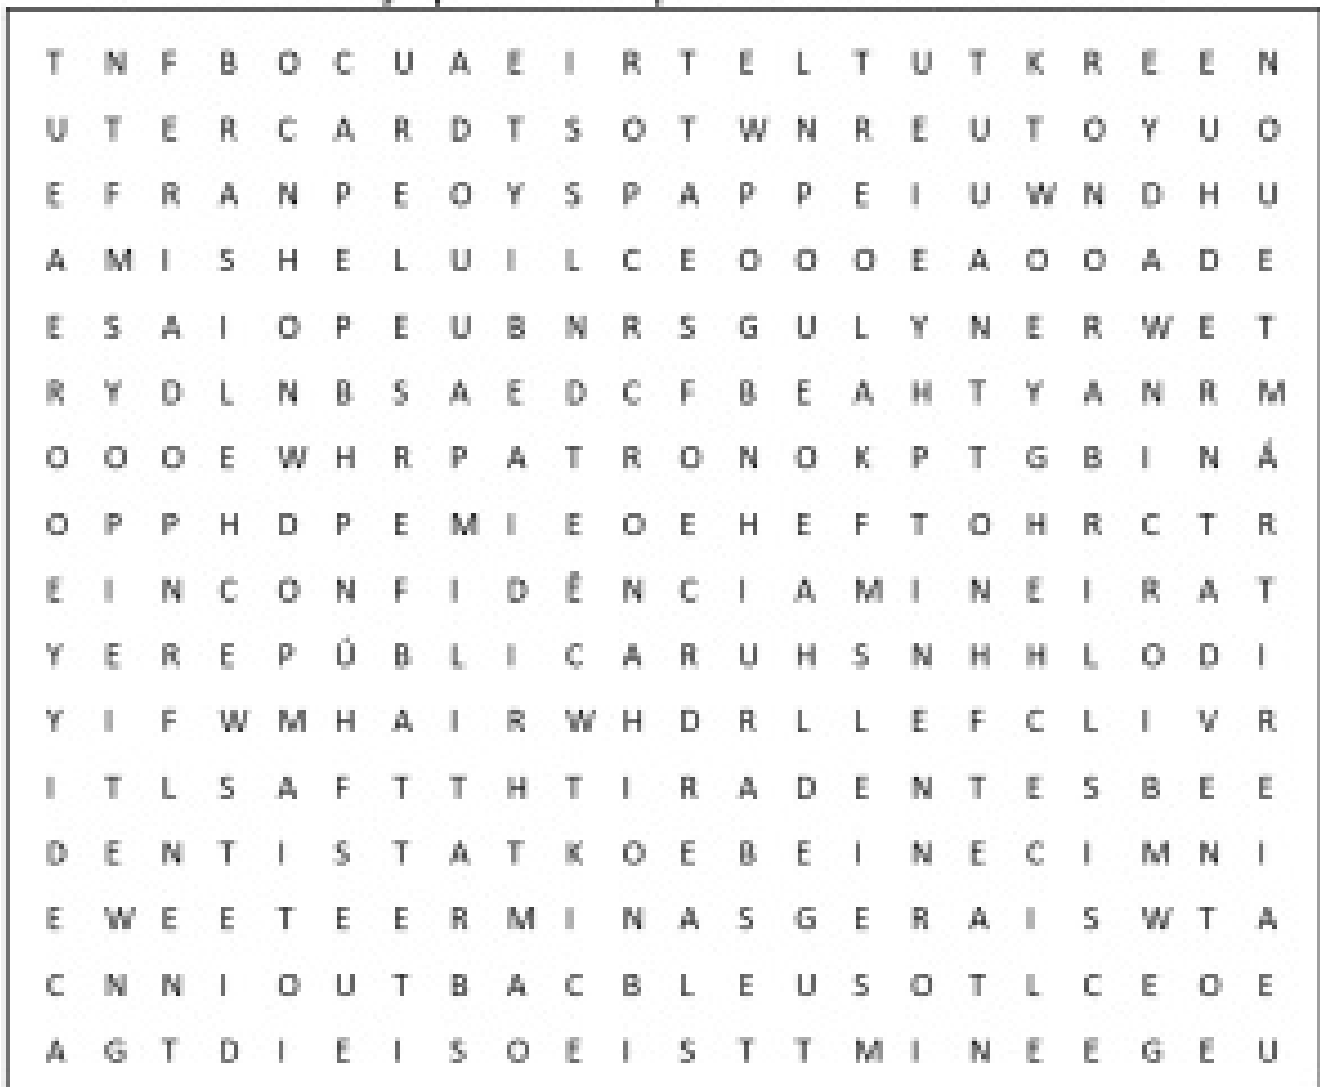 T N F B O C U A E I R T E L T U T K R E E N
U T E R C A R D T S O T W N R E U T O Y U O
E F R A N P E O Y S P A P P E I U W N D H U
A M I S H E L U I L C E O O O E A O O A D E
E S A I O P E U B N R S G U L Y N E R W E T
R Y D L N B S A E D C F B E A H T Y A N R M
O O O E W H R P A T R O N O K P T G B I N Á
O P P H D P E M I E O E H E F T O H R C T R
E I N C O N F I D Ê N C I A M I N E I R A T
Y E R E P Ú B L I C A R U H S N H H L O D I
Y I F W M H A I R W H D R L L E F C L I V R
I T L S A F T T H T I R A D E N T E S B E E
D E N T I S T A T K O E B E I N E C I M N I
E W E E T E E R M I N A S G E R A I S W T A
C N N I O U T B A C B L E U S O T L C E O E
A G T D I E I S O E I S T T M I N E E G E U